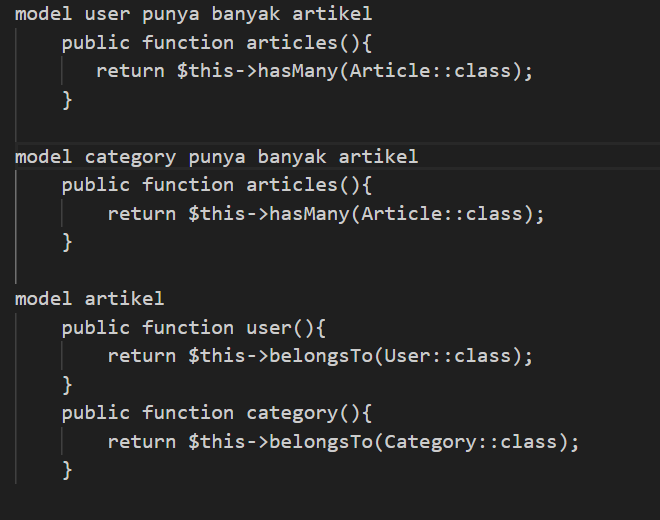 model user punya banyak artikel
    public function articles(){
       return $this->hasMany(Article::class);
    }

model category punya banyak artikel
    public function articles(){
        return $this->hasMany(Article::class);
    }

model artikel
    public function user(){
        return $this->belongsTo(User::class);
    }
    public function category(){
        return $this->belongsTo(Category::class);
    }